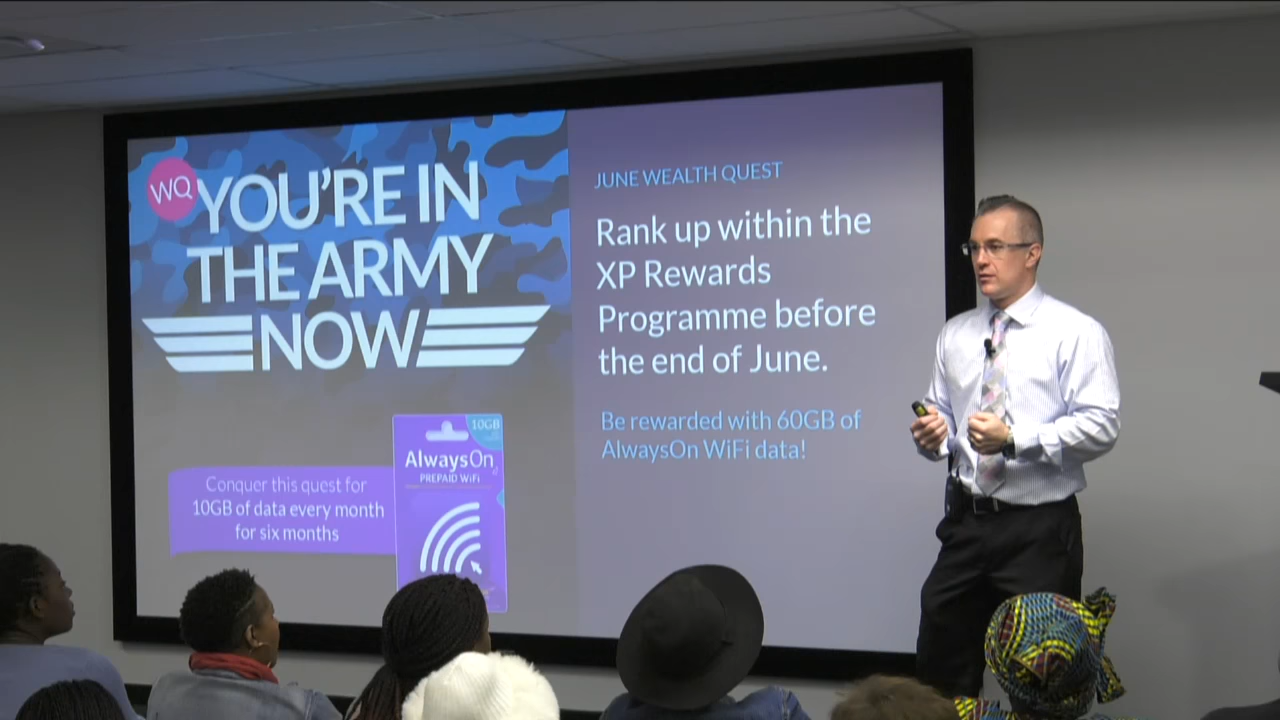 WQ
YOU'RE IN
THE ARMY
NOW
JUNE WEALTH QUEST
Rank up within the
XP Rewards
Programme before
the end of June.
Be rewarded with 60GB of
AlwaysOn WiFi data!
Conquer this quest for
10GB of data every month
for six months
10GB
AlwaysOn
PREPAID WiFi